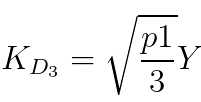 $K_{D_3} = \sqrt{\frac{p1}{3}} Y$